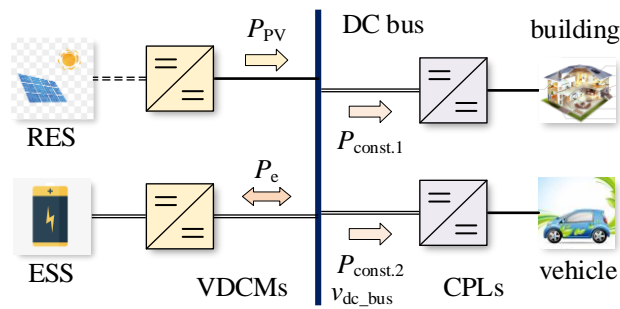 P_PV
DC bus
building
RES
P_const.1
P_e
ESS
VDCMs
P_const.2
v_dc_bus
CPLs
vehicle